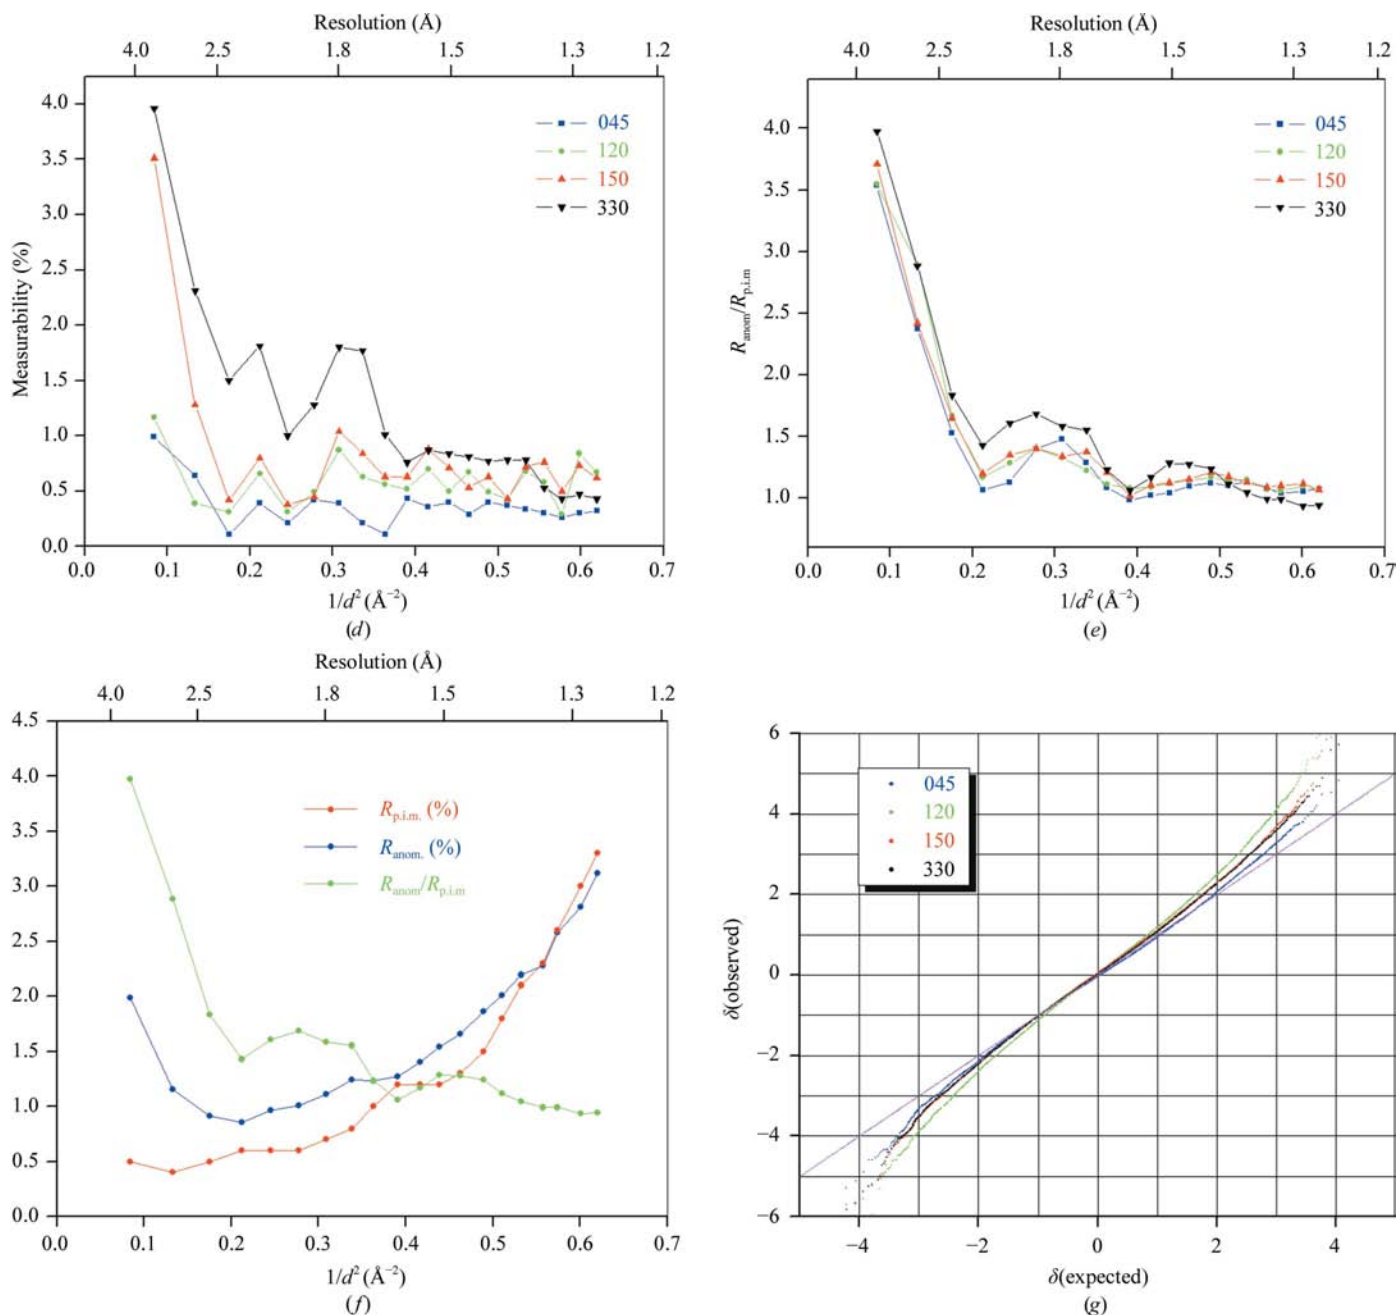 Resolution (Å)
4.0 2.5 1.8 1.5 1.3 1.2
4.0
3.5
3.0
2.5
2.0
1.5
1.0
0.5
0.0
Measurability (%)
045
120
150
330
0.0 0.1 0.2 0.3 0.4 0.5 0.6 0.7
1/d² (Å⁻²)
(d)
Resolution (Å)
4.0 2.5 1.8 1.5 1.3 1.2
4.0
3.5
3.0
2.5
2.0
1.5
1.0
R_anom/R_p.i.m
045
120
150
330
0.0 0.1 0.2 0.3 0.4 0.5 0.6 0.7
1/d² (Å⁻²)
(e)
Resolution (Å)
4.0 2.5 1.8 1.5 1.3 1.2
4.5
4.0
3.5
3.0
2.5
2.0
1.5
1.0
0.5
0.0
R_p.i.m. (%)
R_anom. (%)
R_anom/R_p.i.m
0.0 0.1 0.2 0.3 0.4 0.5 0.6 0.7
1/d² (Å⁻²)
(f)
6
4
2
0
−2
−4
−6
δ(observed)
045
120
150
330
−4 −2 0 2 4
δ(expected)
(g)